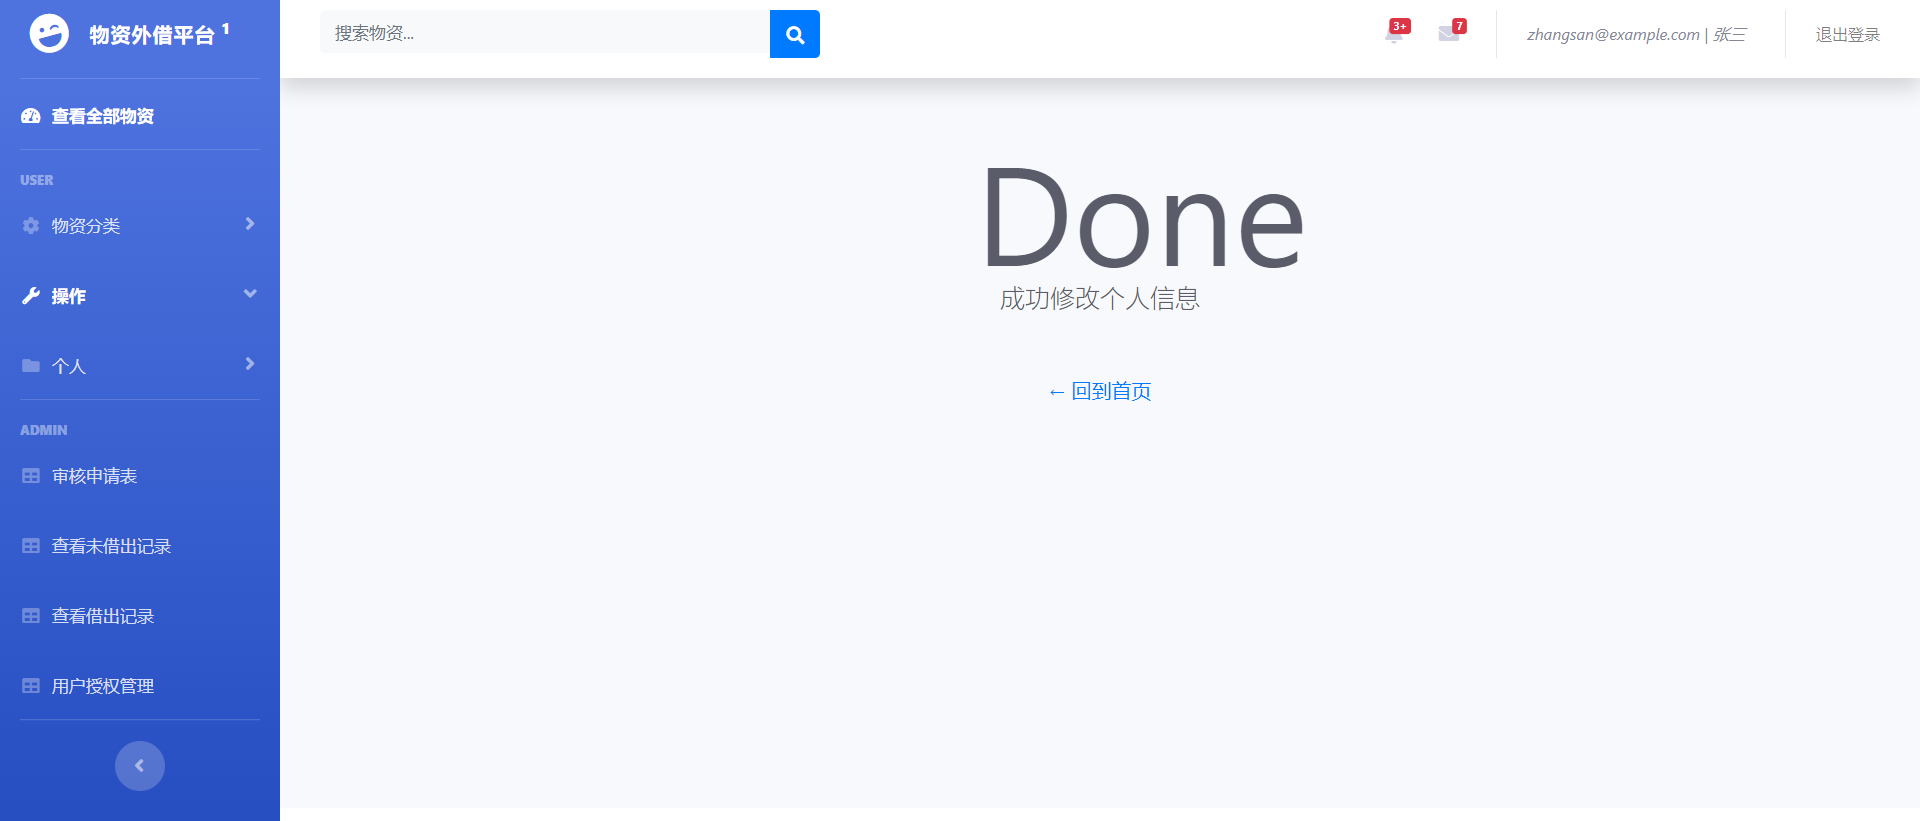 物资外借平台 1
搜索物资...
3+
7
zhangsan@example.com | 张三
退出登录
查看全部物资
USER
物资分类
操作
个人
ADMIN
审核申请表
查看未借出记录
查看借出记录
用户授权管理
Done
成功修改个人信息
← 回到首页